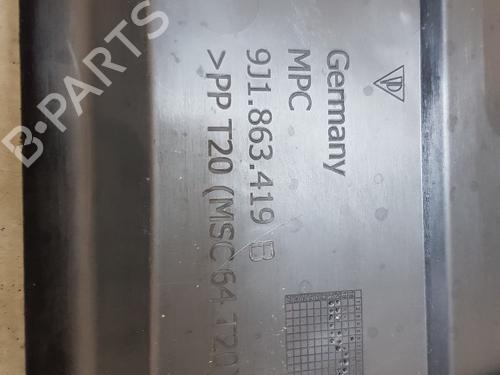 Germany
MPC
9J1.863.419 B
>PP T20 (MSC 64 T20)
B-PARTS